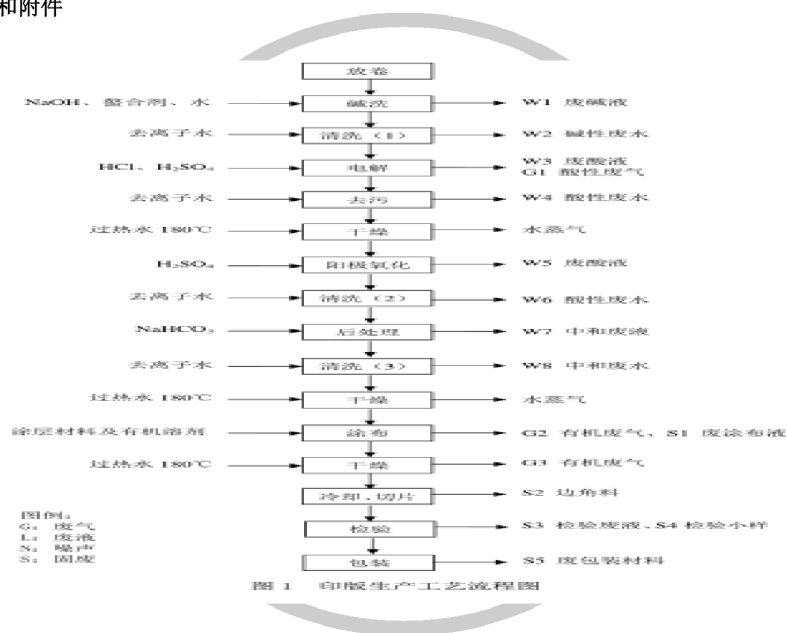 和附件
放卷
NaOH、螯合剂、水 碱洗 W1 废碱液
去离子水 清洗（1） W2 碱性废水
HCl、H₂SO₄ 电解 W3 废酸液
G1 酸性废气
去离子水 去污 W4 酸性废水
过热水 180℃ 干燥 水蒸气
H₂SO₄ 阳极氧化 W5 废酸液
去离子水 清洗（2） W6 酸性废水
NaHCO₃ 后处理 W7 中和废液
去离子水 清洗（3） W8 中和废水
过热水 180℃ 干燥 水蒸气
涂层材料及有机溶剂 涂布 G2 有机废气、S1 废涂布液
过热水 180℃ 干燥 G3 有机废气
冷却、切片 S2 边角料
检验 S3 检验废液、S4 检验小样
包装 S5 废包装材料
图例：
G：废气
L：废液
N：噪声
S：固废
图 1 印版生产工艺流程图